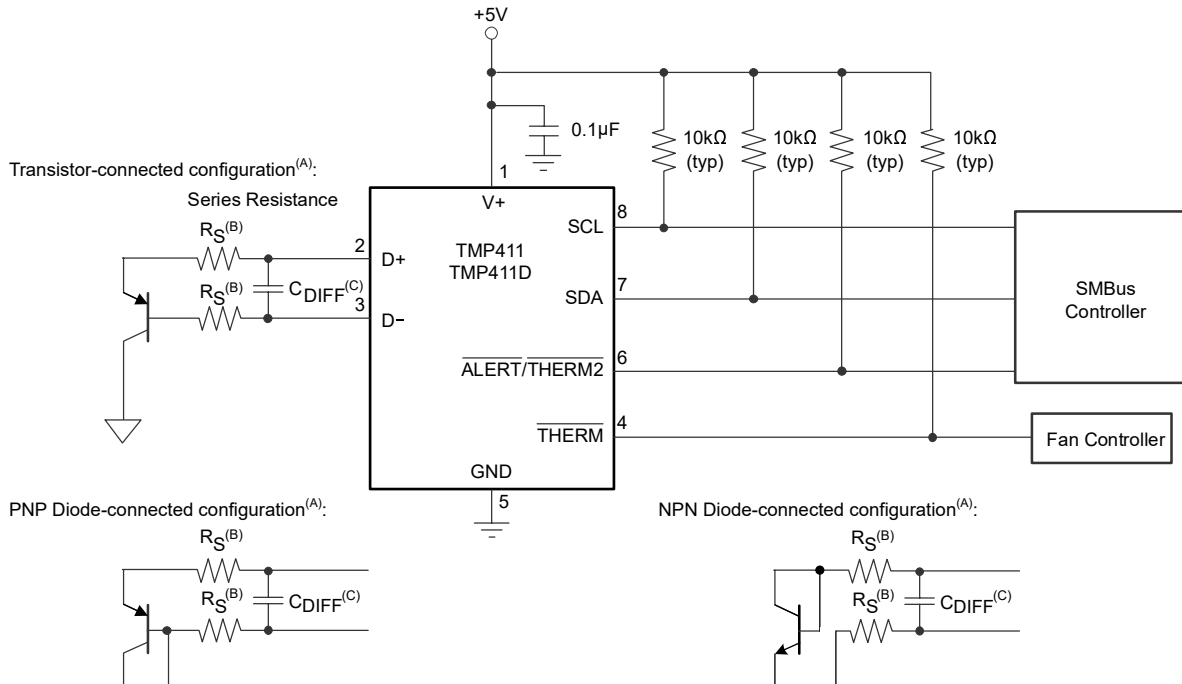 +5V
0.1µF
10kΩ
(typ)
10kΩ
(typ)
10kΩ
(typ)
10kΩ
(typ)
Transistor-connected configuration(A):
Series Resistance
RS(B)
RS(B)
CDIFF(C)
1
V+
2
D+
3
D−
TMP411
TMP411D
8
SCL
7
SDA
6
ALERT/THERM2
4
THERM
GND
5
SMBus
Controller
Fan Controller
PNP Diode-connected configuration(A):
RS(B)
RS(B)
CDIFF(C)
NPN Diode-connected configuration(A):
RS(B)
RS(B)
CDIFF(C)